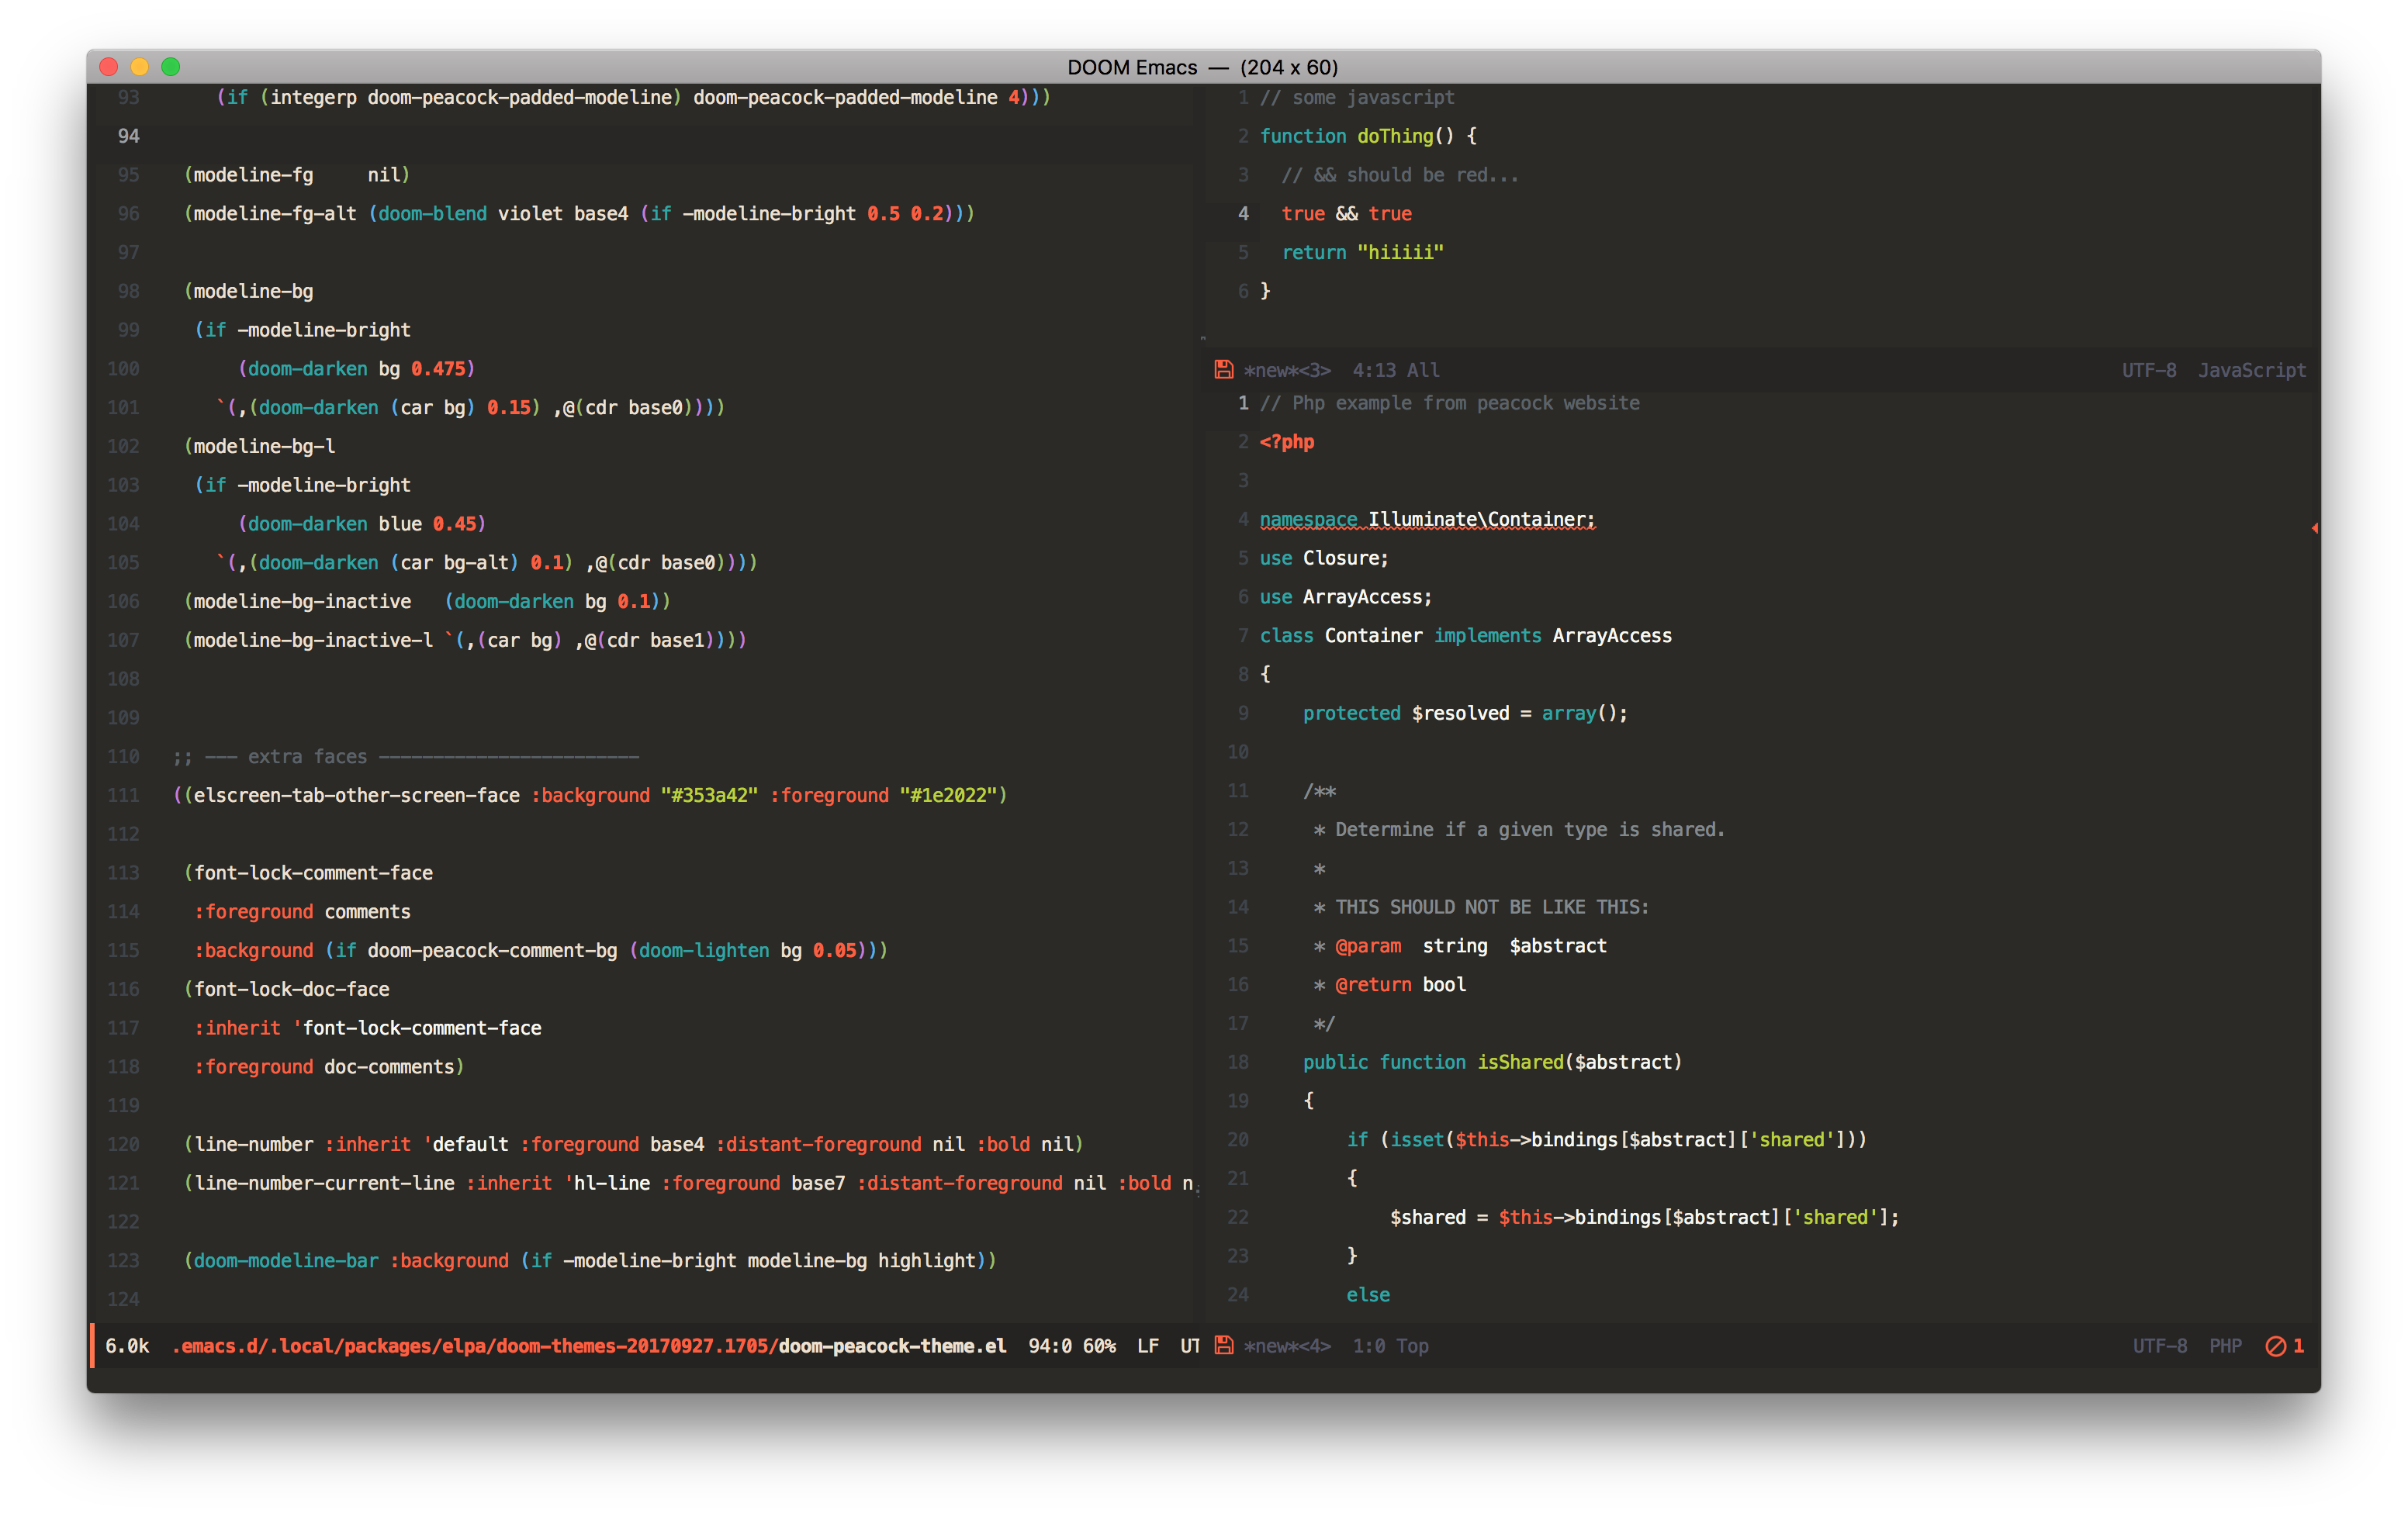 DOOM Emacs — (204 x 60)
93 (if (integerp doom-peacock-padded-modeline) doom-peacock-padded-modeline 4)))
94
95 (modeline-fg     nil)
96 (modeline-fg-alt (doom-blend violet base4 (if -modeline-bright 0.5 0.2)))
97
98 (modeline-bg
99 (if -modeline-bright
100 (doom-darken bg 0.475)
101 `(,(doom-darken (car bg) 0.15) ,@(cdr base0))))
102 (modeline-bg-l
103 (if -modeline-bright
104 (doom-darken blue 0.45)
105 `(,(doom-darken (car bg-alt) 0.1) ,@(cdr base0))))
106 (modeline-bg-inactive   (doom-darken bg 0.1))
107 (modeline-bg-inactive-l `(,(car bg) ,@(cdr base1))))
108
109
110 ;; --- extra faces ------------------------
111 ((elscreen-tab-other-screen-face :background "#353a42" :foreground "#1e2022")
112
113 (font-lock-comment-face
114 :foreground comments
115 :background (if doom-peacock-comment-bg (doom-lighten bg 0.05)))
116 (font-lock-doc-face
117 :inherit 'font-lock-comment-face
118 :foreground doc-comments)
119
120 (line-number :inherit 'default :foreground base4 :distant-foreground nil :bold nil)
121 (line-number-current-line :inherit 'hl-line :foreground base7 :distant-foreground nil :bold n
122
123 (doom-modeline-bar :background (if -modeline-bright modeline-bg highlight))
124
6.0k .emacs.d/.local/packages/elpa/doom-themes-20170927.1705/doom-peacock-theme.el 94:0 60% LF UT
1 // some javascript
2 function doThing() {
3 // && should be red...
4 true && true
5 return "hiiiii"
6 }
*new*<3> 4:13 All UTF-8 JavaScript
1 // Php example from peacock website
2 <?php
3
4 namespace Illuminate\Container;
5 use Closure;
6 use ArrayAccess;
7 class Container implements ArrayAccess
8 {
9 protected $resolved = array();
10
11 /**
12 * Determine if a given type is shared.
13 *
14 * THIS SHOULD NOT BE LIKE THIS:
15 * @param  string  $abstract
16 * @return bool
17 */
18 public function isShared($abstract)
19 {
20 if (isset($this->bindings[$abstract]['shared']))
21 {
22 $shared = $this->bindings[$abstract]['shared'];
23 }
24 else
*new*<4> 1:0 Top UTF-8 PHP 1